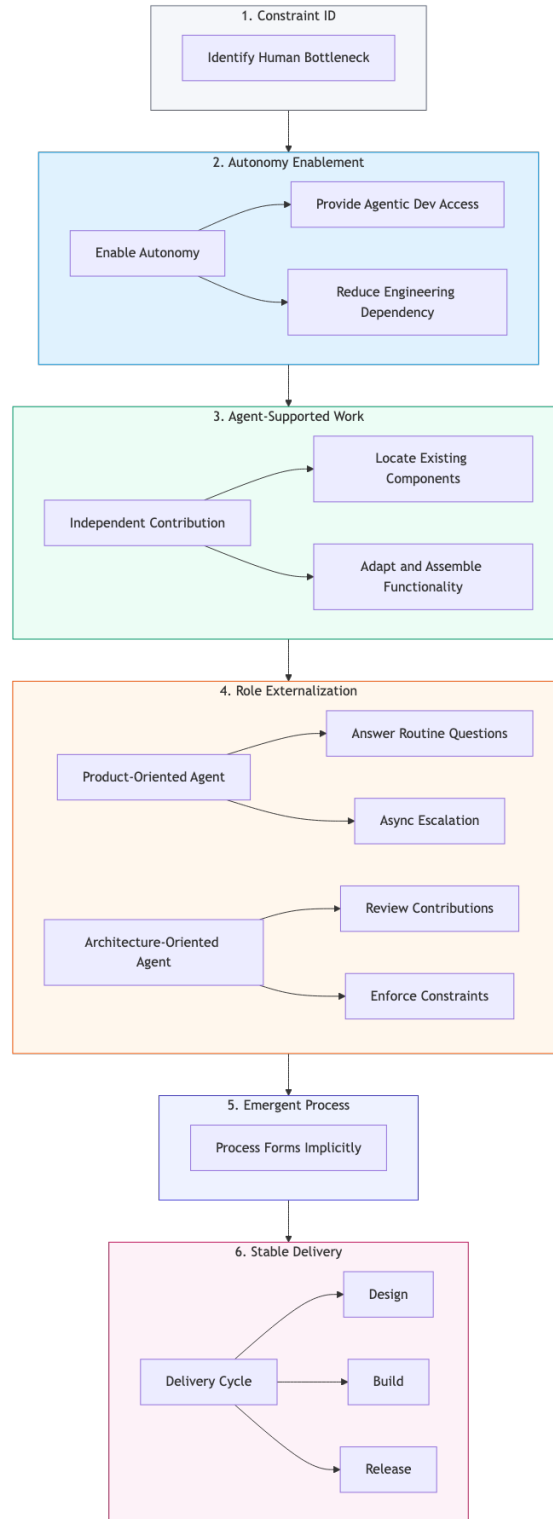 1. Constraint ID
Identify Human Bottleneck
2. Autonomy Enablement
Provide Agentic Dev Access
Enable Autonomy
Reduce Engineering
Dependency
3. Agent-Supported Work
Locate Existing
Components
Independent Contribution
Adapt and Assemble
Functionality
4. Role Externalization
Answer Routine Questions
Product-Oriented Agent
Async Escalation
Review Contributions
Architecture-Oriented
Agent
Enforce Constraints
5. Emergent Process
Process Forms Implicitly
6. Stable Delivery
Design
Delivery Cycle
Build
Release